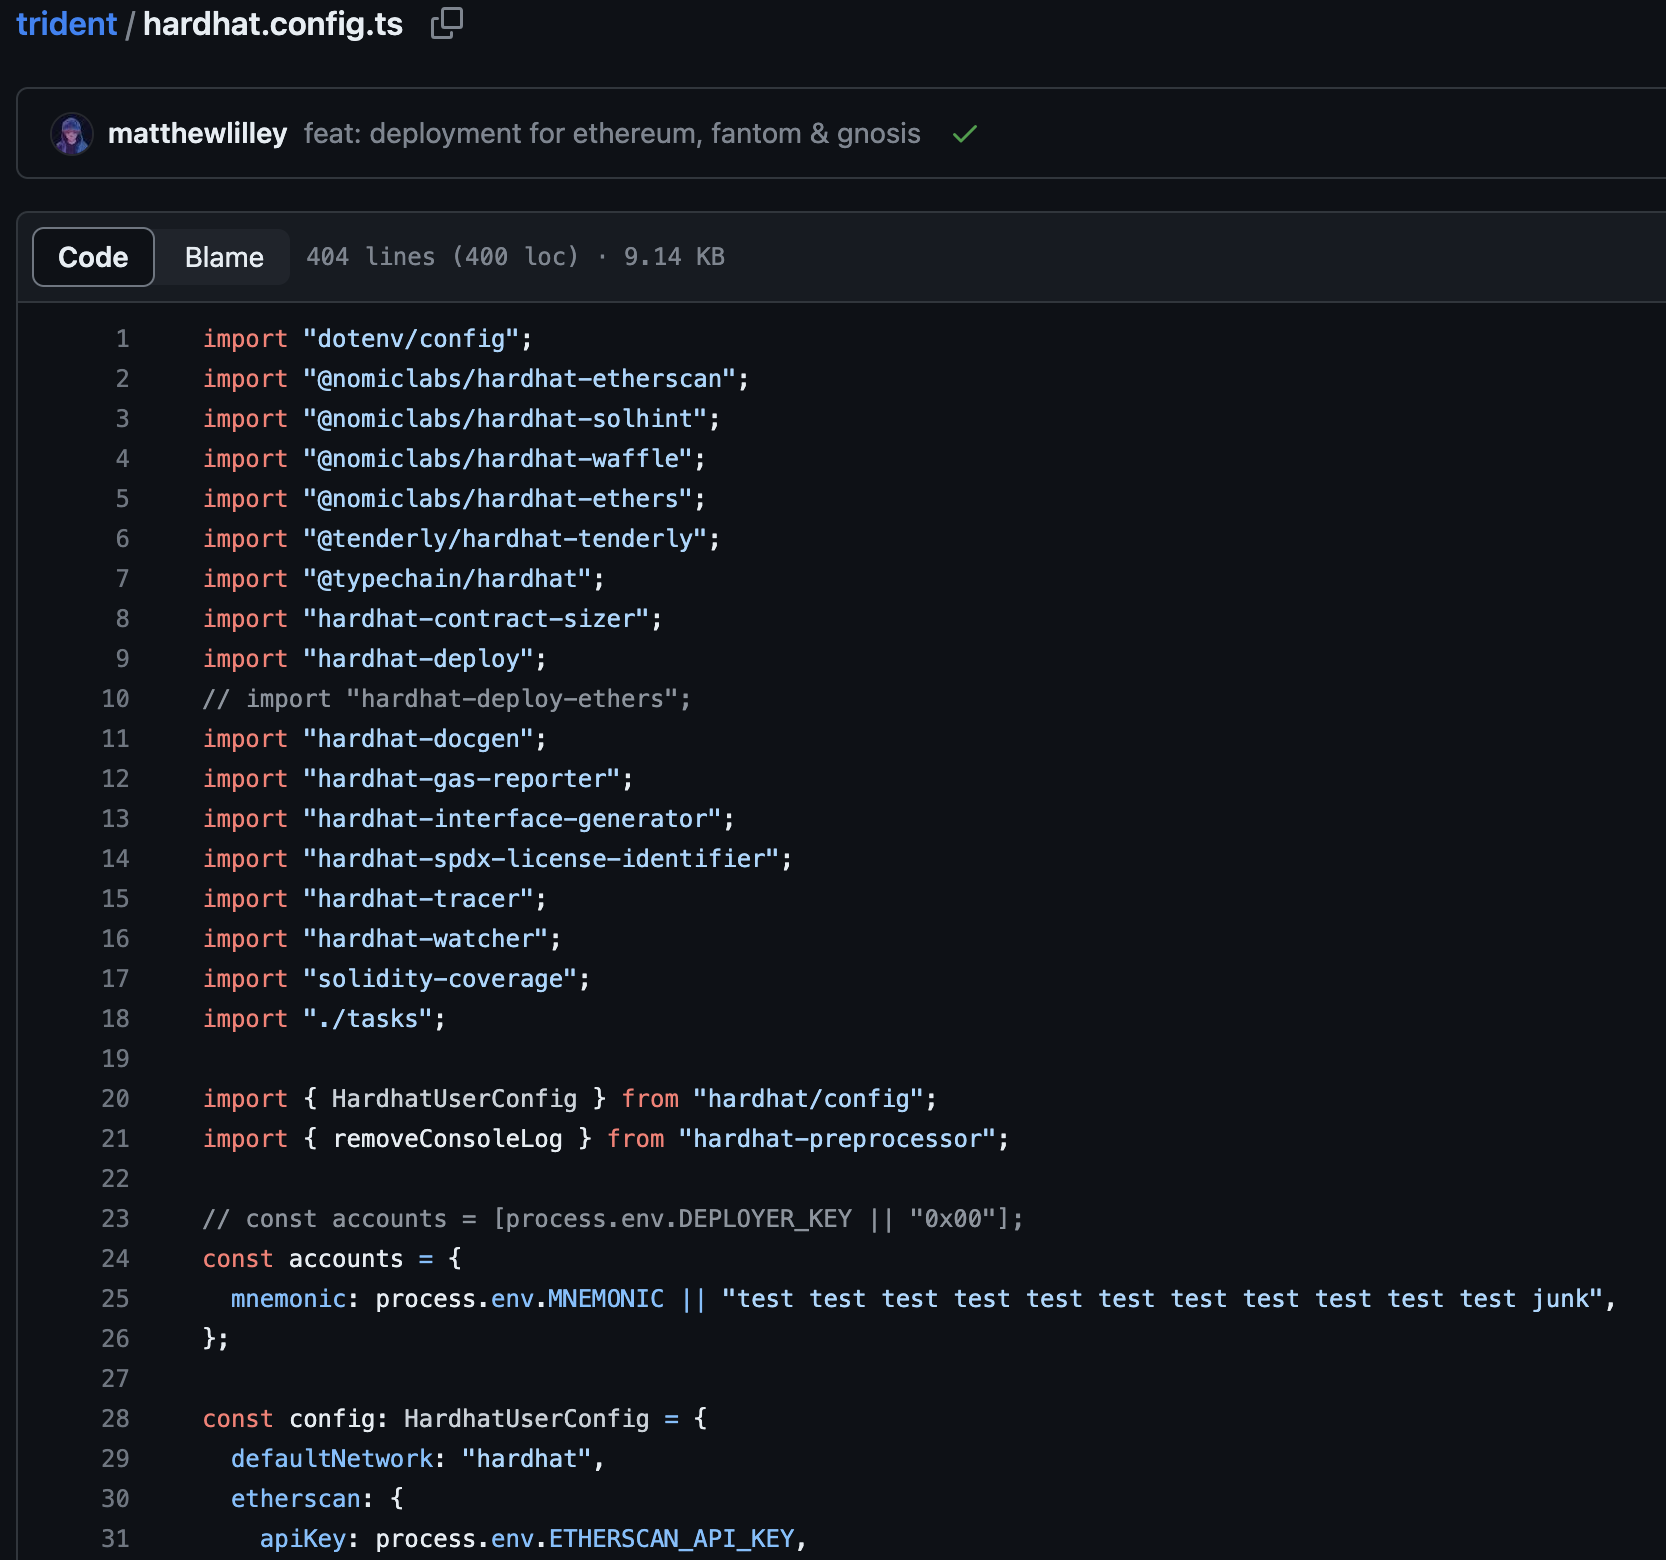 trident / hardhat.config.ts
matthewlilley feat: deployment for ethereum, fantom & gnosis
Code Blame 404 lines (400 loc) · 9.14 KB
1 import "dotenv/config";
2 import "@nomiclabs/hardhat-etherscan";
3 import "@nomiclabs/hardhat-solhint";
4 import "@nomiclabs/hardhat-waffle";
5 import "@nomiclabs/hardhat-ethers";
6 import "@tenderly/hardhat-tenderly";
7 import "@typechain/hardhat";
8 import "hardhat-contract-sizer";
9 import "hardhat-deploy";
10 // import "hardhat-deploy-ethers";
11 import "hardhat-docgen";
12 import "hardhat-gas-reporter";
13 import "hardhat-interface-generator";
14 import "hardhat-spdx-license-identifier";
15 import "hardhat-tracer";
16 import "hardhat-watcher";
17 import "solidity-coverage";
18 import "./tasks";
19
20 import { HardhatUserConfig } from "hardhat/config";
21 import { removeConsoleLog } from "hardhat-preprocessor";
22
23 // const accounts = [process.env.DEPLOYER_KEY || "0x00"];
24 const accounts = {
25   mnemonic: process.env.MNEMONIC || "test test test test test test test test test test test junk",
26 };
27
28 const config: HardhatUserConfig = {
29   defaultNetwork: "hardhat",
30   etherscan: {
31     apiKey: process.env.ETHERSCAN_API_KEY,